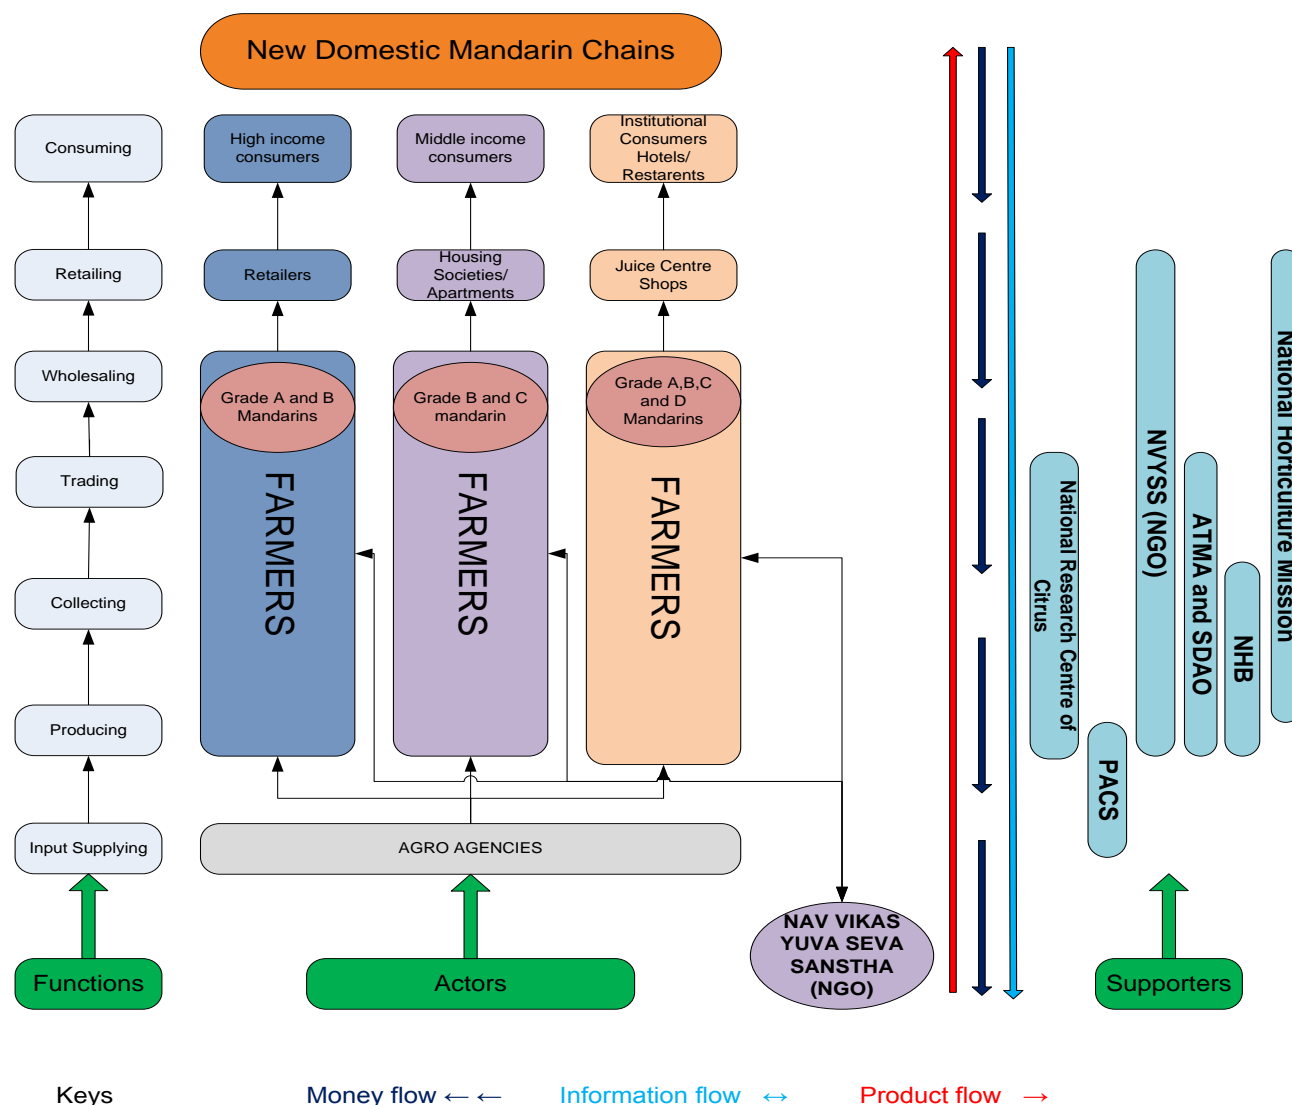 New Domestic Mandarin Chains
Consuming
High income
consumers
Middle income
consumers
Institutional
Consumers
Hotels/
Restarents
Retailing
Retailers
Housing
Societies/
Apartments
Juice Centre
Shops
Wholesaling
Grade A and B
Mandarins
Grade B and C
mandarin
Grade A,B,C
and D
Mandarins
Trading
FARMERS
FARMERS
FARMERS
Collecting
Producing
Input Supplying
AGRO AGENCIES
NAV VIKAS
YUVA SEVA
SANSTHA
(NGO)
National Research Centre of
Citrus
PACS
NVYSS (NGO)
ATMA and SDAO
NHB
National Horticulture Mission
Functions
Actors
Supporters
Keys
Money flow ← ←
Information flow ↔
Product flow →